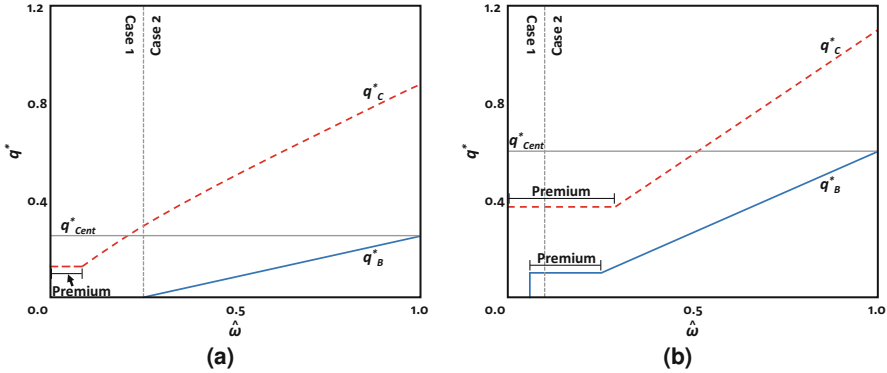 1.2
0.8
0.4
0.0
0.5
1.0
q*
ω̂
Case 1
Case 2
q*C
q*Cent
q*B
Premium
(a)
1.2
0.8
0.4
0.0
0.5
1.0
q*
ω̂
Case 1
Case 2
q*C
q*Cent
Premium
q*B
Premium
(b)